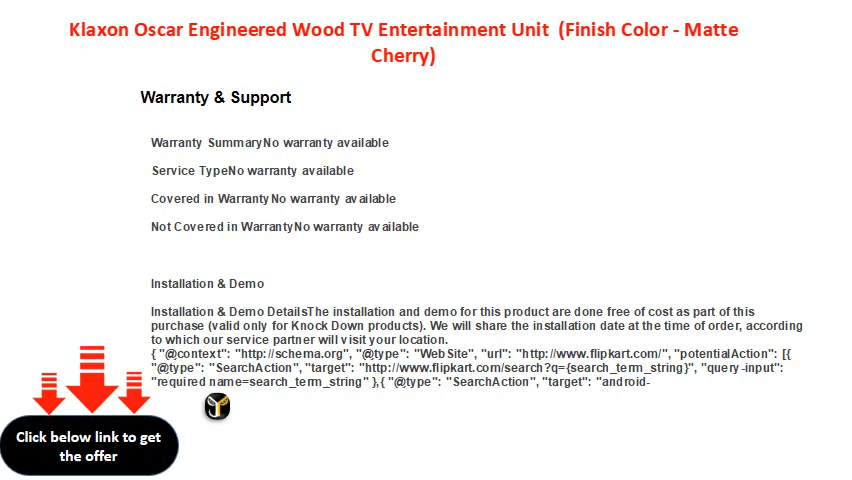 Klaxon Oscar Engineered Wood TV Entertainment Unit (Finish Color - Matte
Cherry)
Warranty & Support
Warranty SummaryNo warranty available
Service TypeNo warranty available
Covered in WarrantyNo warranty available
Not Covered in WarrantyNo warranty available
Installation & Demo
Installation & Demo DetailsThe installation and demo for this product are done free of cost as part of this
purchase (valid only for Knock Down products). We will share the installation date at the time of order, according
to which our service partner will visit your location.
{ "@context": "http://schema.org", "@type": "WebSite", "url": "http://www.flipkart.com/", "potentialAction": [{
"@type": "SearchAction", "target": "http://www.flipkart.com/search?q={search_term_string}", "query-input":
"required name=search_term_string" },{ "@type": "SearchAction", "target": "android-
Click below link to get
the offer